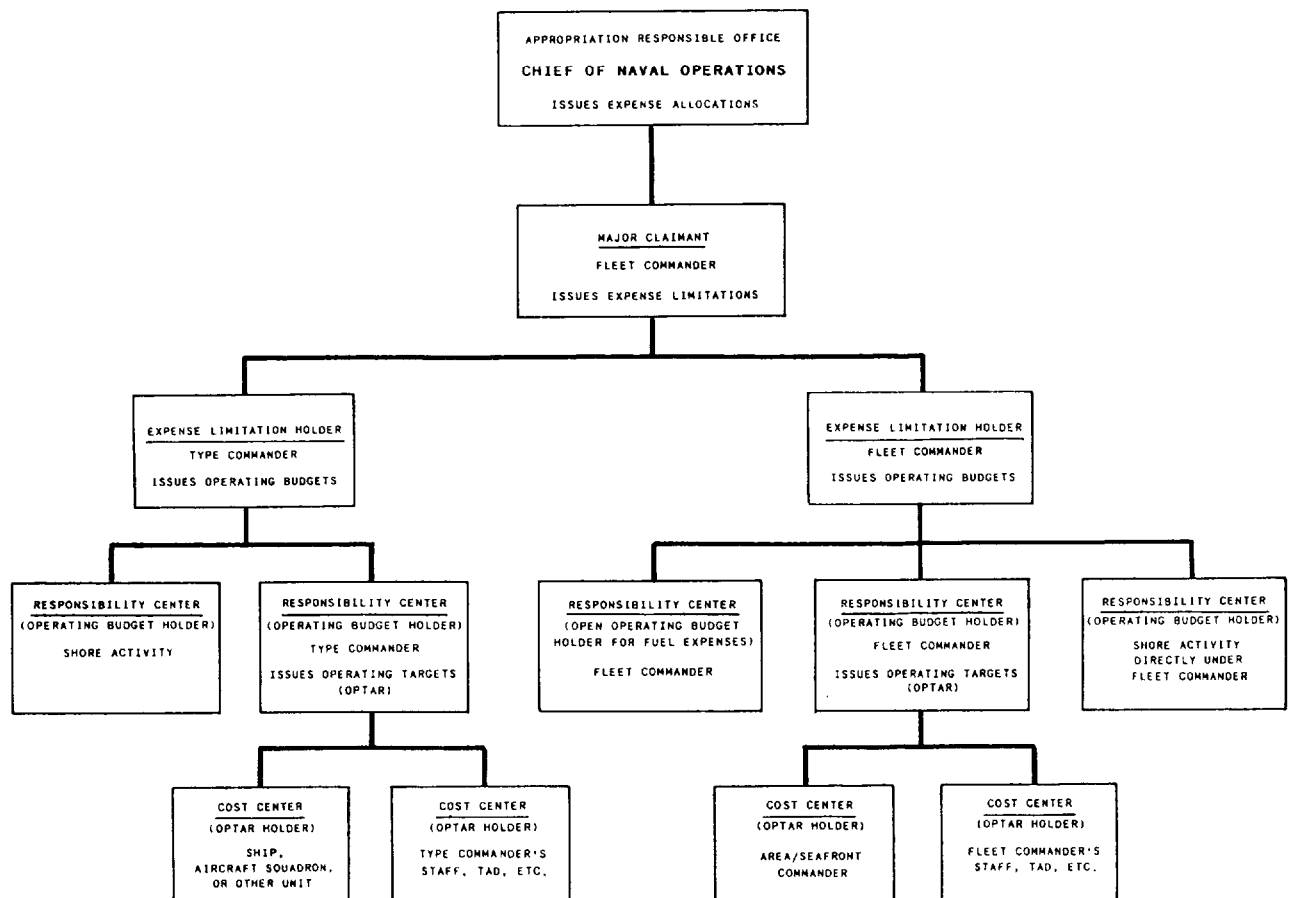 APPROPRIATION RESPONSIBLE OFFICE
CHIEF OF NAVAL OPERATIONS
ISSUES EXPENSE ALLOCATIONS
MAJOR CLAIMANT
FLEET COMMANDER
ISSUES EXPENSE LIMITATIONS
EXPENSE LIMITATION HOLDER
TYPE COMMANDER
ISSUES OPERATING BUDGETS
EXPENSE LIMITATION HOLDER
FLEET COMMANDER
ISSUES OPERATING BUDGETS
RESPONSIBILITY CENTER
(OPERATING BUDGET HOLDER)
SHORE ACTIVITY
RESPONSIBILITY CENTER
(OPERATING BUDGET HOLDER)
TYPE COMMANDER
ISSUES OPERATING TARGETS
(OPTAR)
RESPONSIBILITY CENTER
(OPEN OPERATING BUDGET
HOLDER FOR FUEL EXPENSES)
FLEET COMMANDER
RESPONSIBILITY CENTER
(OPERATING BUDGET HOLDER)
FLEET COMMANDER
ISSUES OPERATING TARGETS
(OPTAR)
RESPONSIBILITY CENTER
(OPERATING BUDGET HOLDER)
SHORE ACTIVITY
DIRECTLY UNDER
FLEET COMMANDER
COST CENTER
(OPTAR HOLDER)
SHIP,
AIRCRAFT SQUADRON,
OR OTHER UNIT
COST CENTER
(OPTAR HOLDER)
TYPE COMMANDER'S
STAFF, TAD, ETC.
COST CENTER
(OPTAR HOLDER)
AREA/SEAFRONT
COMMANDER
COST CENTER
(OPTAR HOLDER)
FLEET COMMANDER'S
STAFF, TAD, ETC.